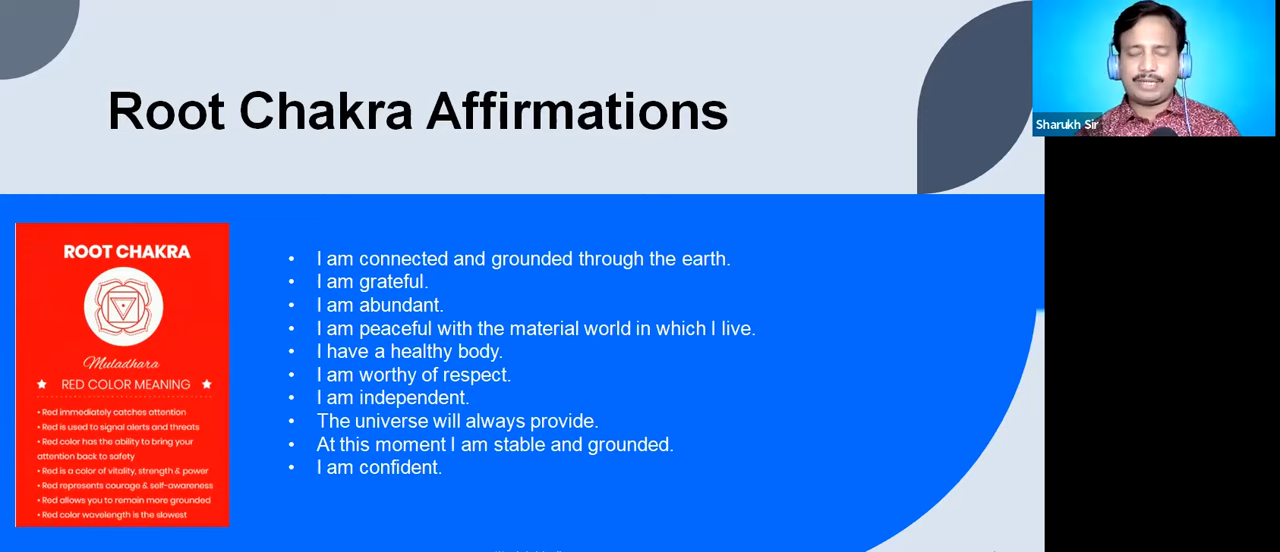 Root Chakra Affirmations
Sharukh Sir
ROOT CHAKRA
Muladhara
RED COLOR MEANING
• Red immediately catches attention
• Red is used to signal alerts and threats
• Red color has the ability to bring your
attention back to safety
• Red is a color of vitality, strength & power
• Red represents courage & self-awareness
• Red allows you to remain more grounded
• Red color wavelength is the slowest
• I am connected and grounded through the earth.
• I am grateful.
• I am abundant.
• I am peaceful with the material world in which I live.
• I have a healthy body.
• I am worthy of respect.
• I am independent.
• The universe will always provide.
• At this moment I am stable and grounded.
• I am confident.